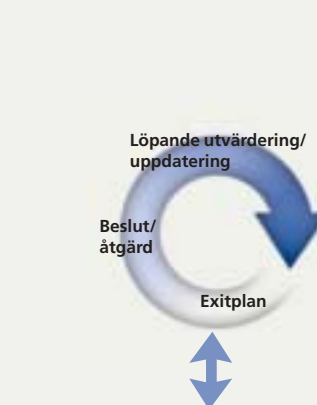 Löpande utvärdering/
uppdatering
Beslut/
åtgärd
Exitplan